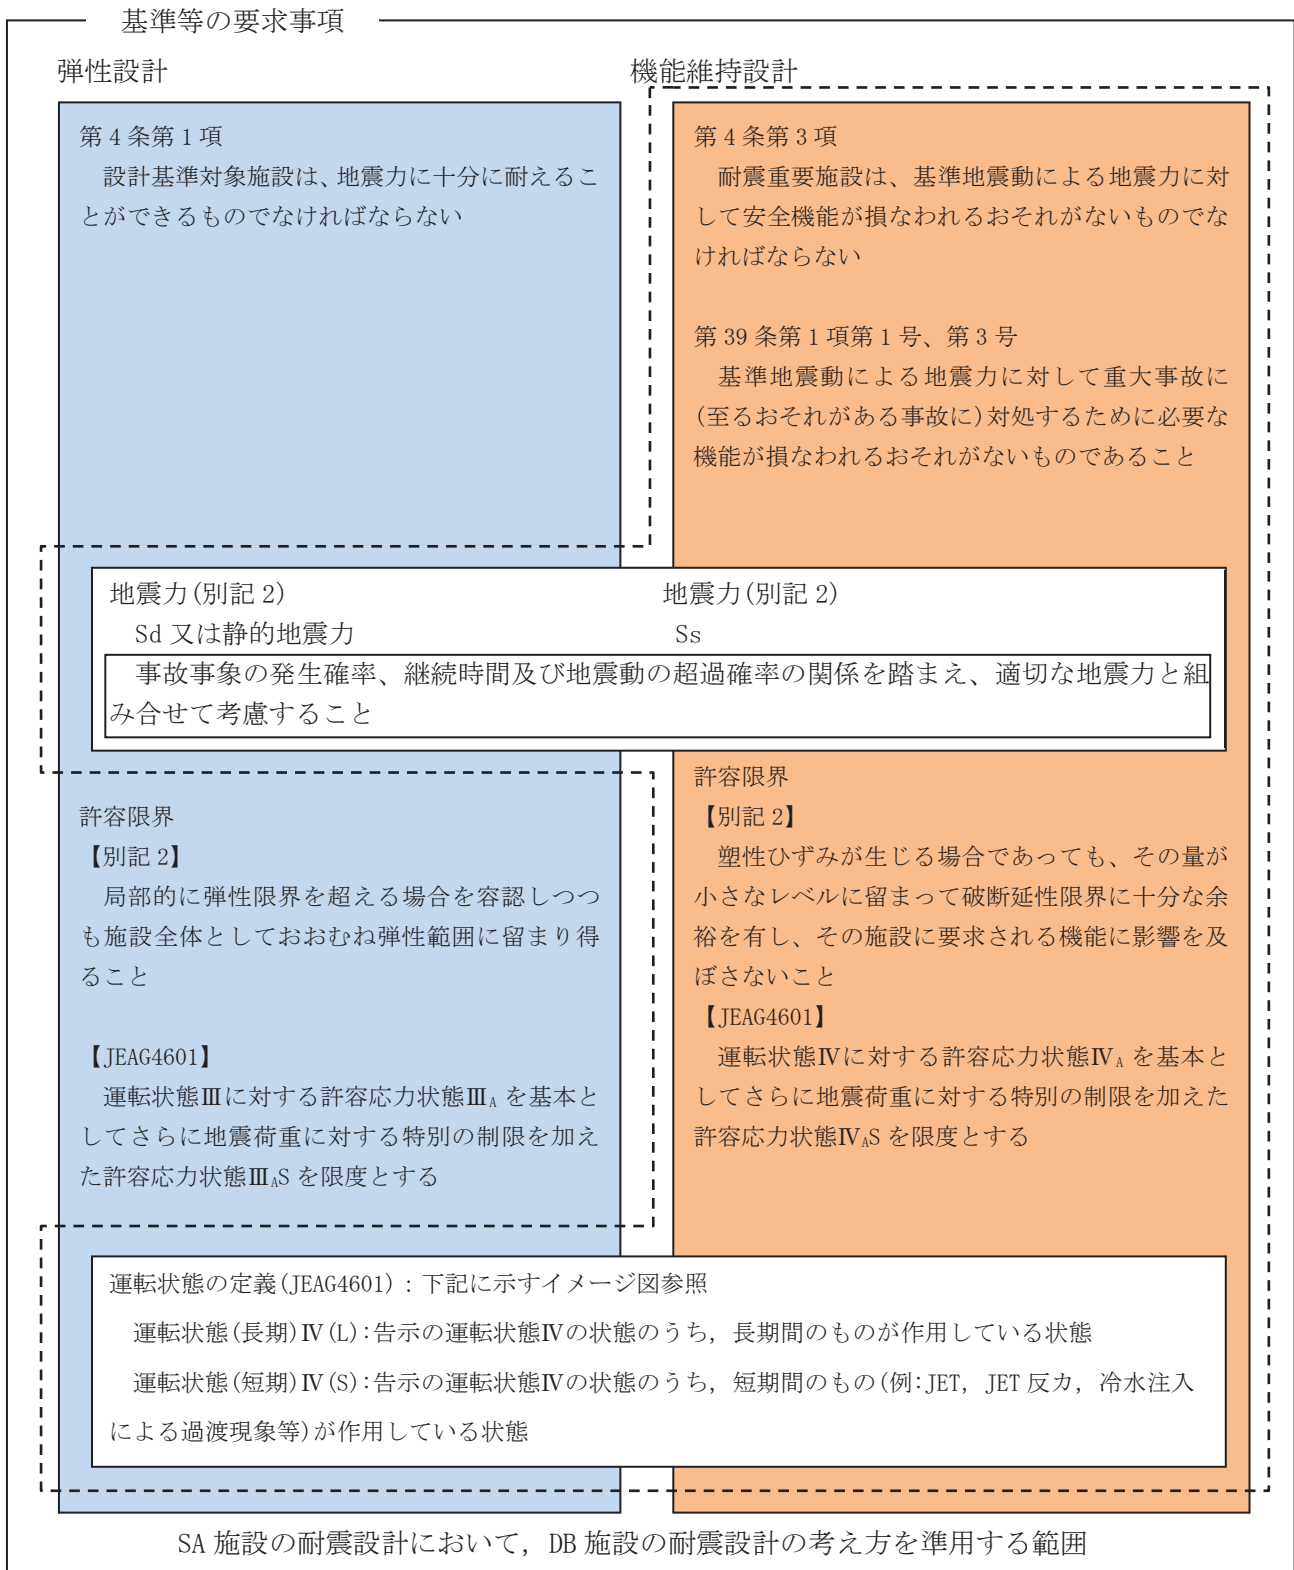 基準等の要求事項
弾性設計
第 4 条第 1 項
設計基準対象施設は、地震力に十分に耐えるこ
とができるものでなければならない
機能維持設計
第 4 条第 3 項
耐震重要施設は、基準地震動による地震力に対
して安全機能が損なわれるおそれがないものでな
ければならない
第 39 条第 1 項第 1 号、第 3 号
基準地震動による地震力に対して重大事故に
(至るおそれがある事故に)対処するために必要な
機能が損なわれるおそれがないものであること
地震力(別記 2)
Sd 又は静的地震力
地震力(別記 2)
Ss
事故事象の発生確率、継続時間及び地震動の超過確率の関係を踏まえ、適切な地震力と組
み合せて考慮すること
許容限界
【別記 2】
局部的に弾性限界を超える場合を容認しつつ
も施設全体としておおむね弾性範囲に留まり得
ること
【JEAG4601】
運転状態Ⅲに対する許容応力状態ⅢA を基本と
してさらに地震荷重に対する特別の制限を加え
た許容応力状態ⅢAS を限度とする
許容限界
【別記 2】
塑性ひずみが生じる場合であっても、その量が
小さなレベルに留まって破断延性限界に十分な余
裕を有し、その施設に要求される機能に影響を及
ぼさないこと
【JEAG4601】
運転状態Ⅳに対する許容応力状態ⅣA を基本と
してさらに地震荷重に対する特別の制限を加えた
許容応力状態ⅣAS を限度とする
運転状態の定義(JEAG4601)：下記に示すイメージ図参照
運転状態(長期)Ⅳ(L)：告示の運転状態Ⅳの状態のうち，長期間のものが作用している状態
運転状態(短期)Ⅳ(S)：告示の運転状態Ⅳの状態のうち，短期間のもの(例：JET，JET 反力，冷水注入
による過渡現象等)が作用している状態
SA 施設の耐震設計において，DB 施設の耐震設計の考え方を準用する範囲